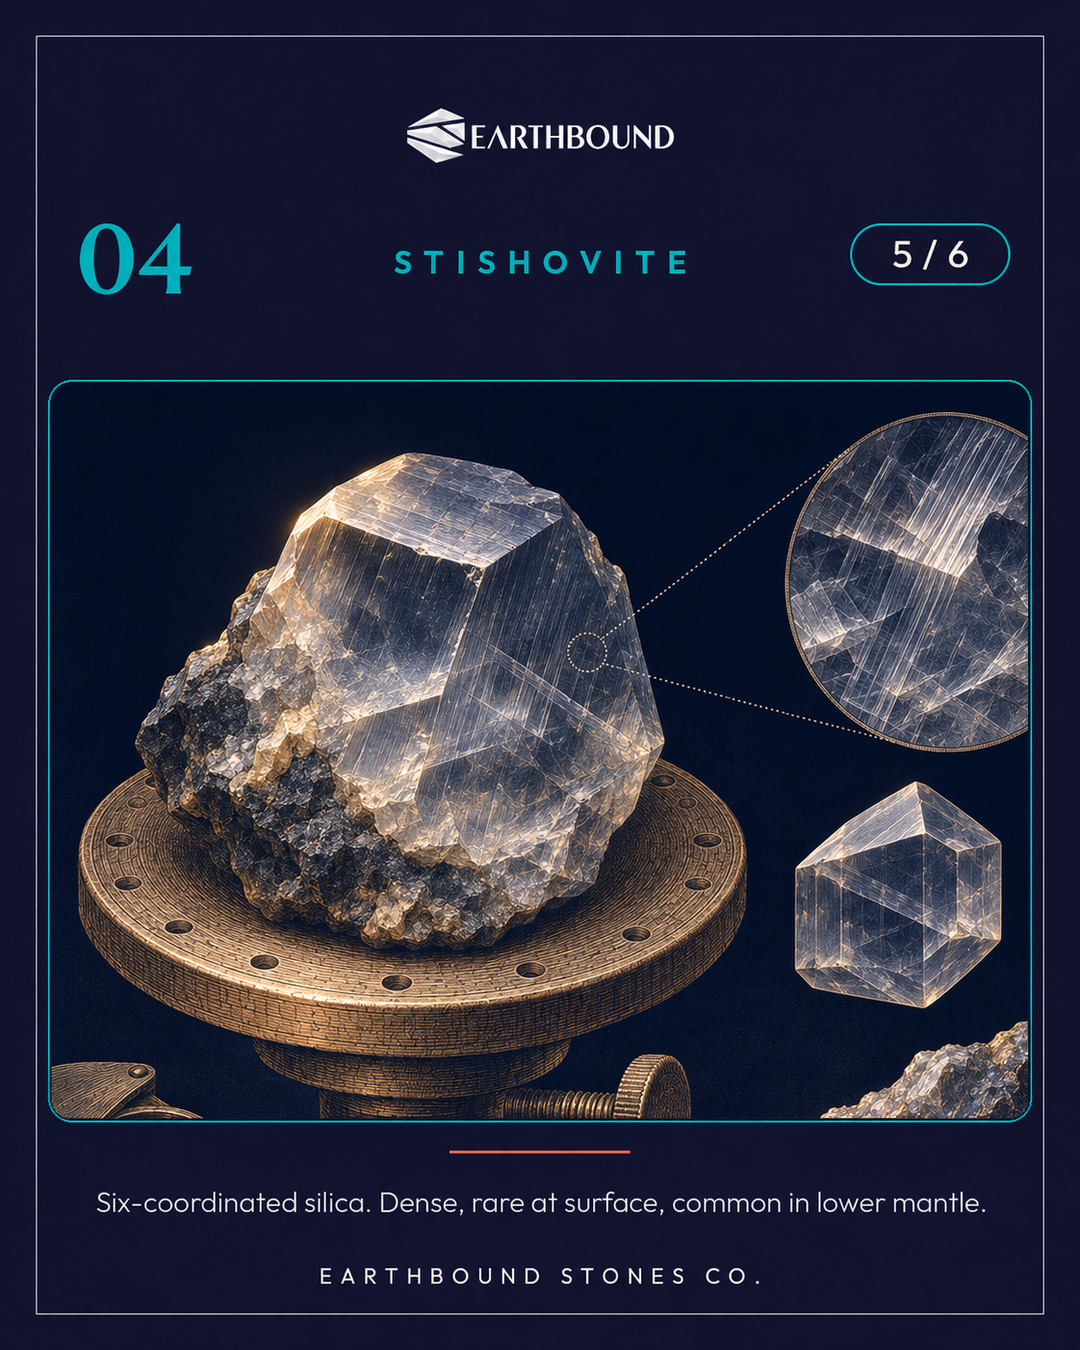 EARTHBOUND
04
STISHOVITE
5 / 6
Six-coordinated silica. Dense, rare at surface, common in lower mantle.
EARTHBOUND STONES CO.